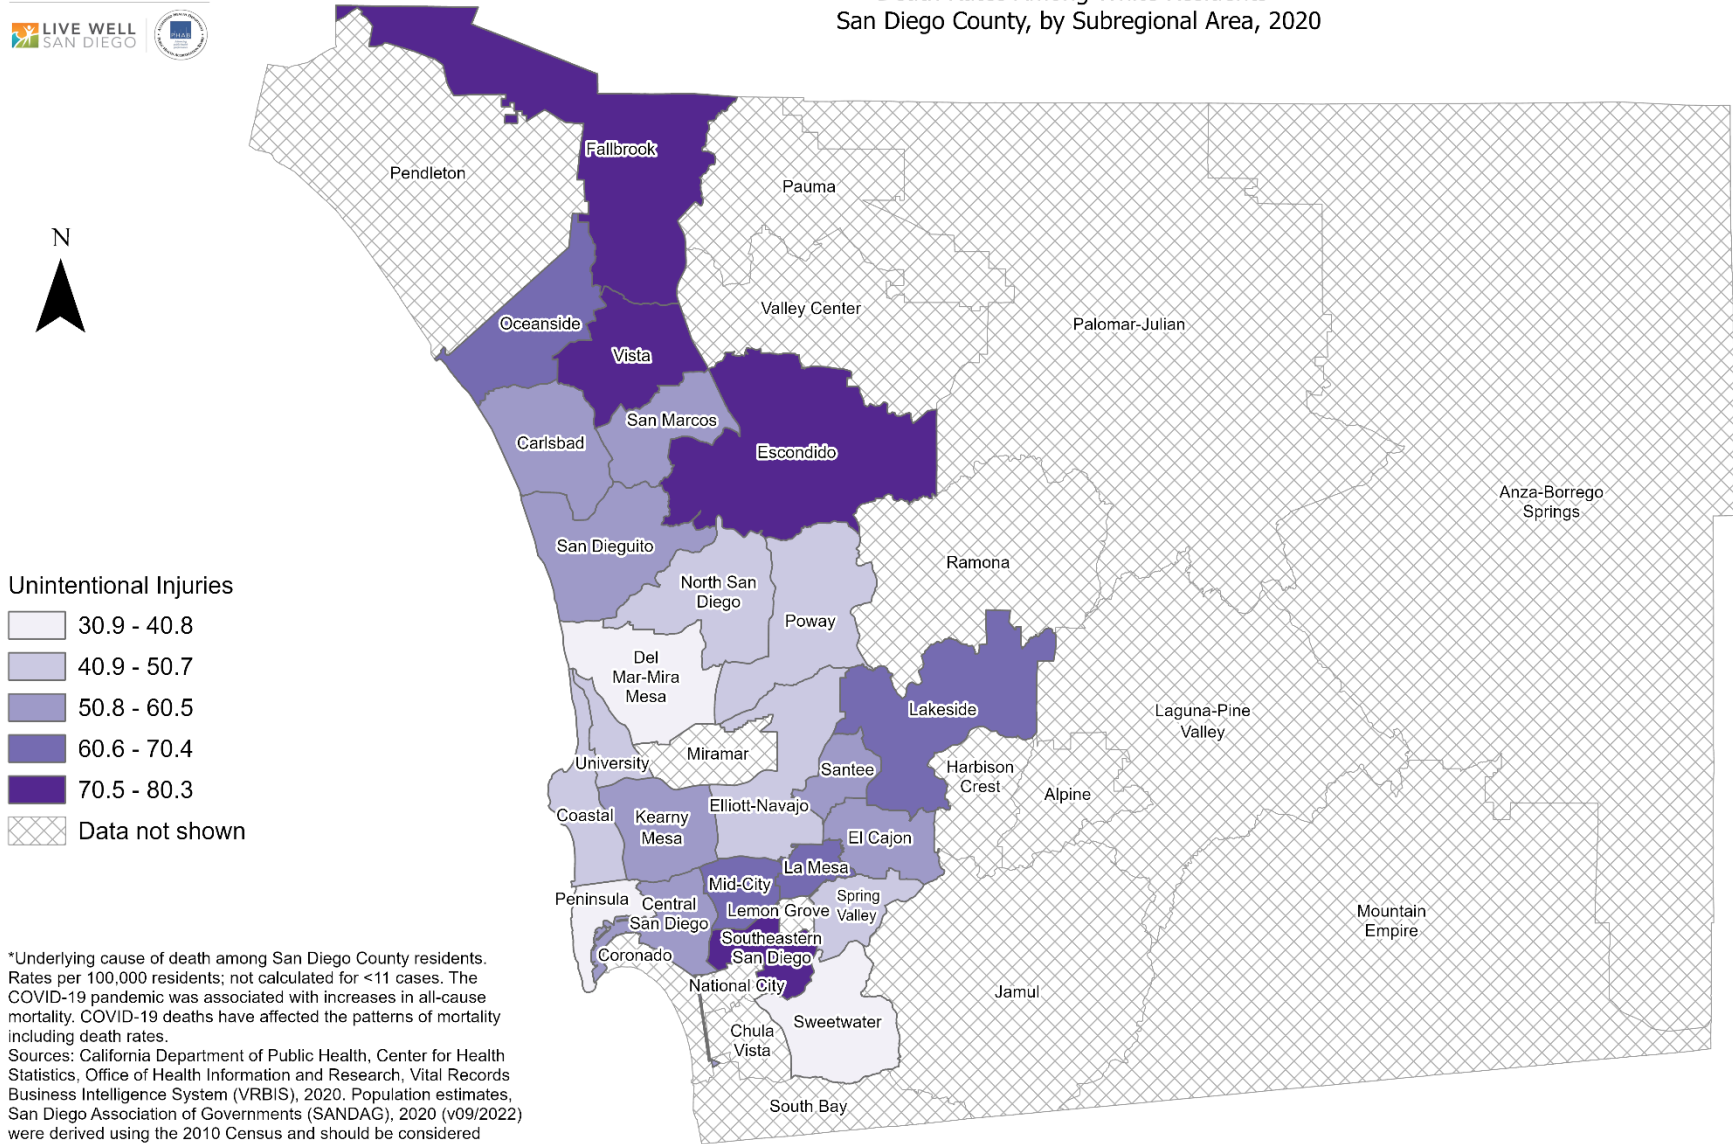 LIVE WELL
SAN DIEGO
PHAB
San Diego County, by Subregional Area, 2020
N
Fallbrook
Pendleton
Pauma
Valley Center
Oceanside
Palomar-Julian
Vista
San Marcos
Carlsbad
Escondido
Anza-Borrego
Springs
San Dieguito
Ramona
North San
Diego
Poway
Del
Mar-Mira
Mesa
Lakeside
Laguna-Pine
Valley
Miramar
University
Santee
Harbison
Crest
Alpine
Elliott-Navajo
Coastal
Kearny
Mesa
El Cajon
La Mesa
Mid-City
Peninsula
Central
San Diego
Lemon Grove
Spring
Valley
Mountain
Empire
Southeastern
San Diego
Coronado
National City
Jamul
Sweetwater
Chula
Vista
South Bay
Unintentional Injuries
30.9 - 40.8
40.9 - 50.7
50.8 - 60.5
60.6 - 70.4
70.5 - 80.3
Data not shown
*Underlying cause of death among San Diego County residents.
Rates per 100,000 residents; not calculated for <11 cases. The
COVID-19 pandemic was associated with increases in all-cause
mortality. COVID-19 deaths have affected the patterns of mortality
including death rates.
Sources: California Department of Public Health, Center for Health
Statistics, Office of Health Information and Research, Vital Records
Business Intelligence System (VRBIS), 2020. Population estimates,
San Diego Association of Governments (SANDAG), 2020 (v09/2022)
were derived using the 2010 Census and should be considered